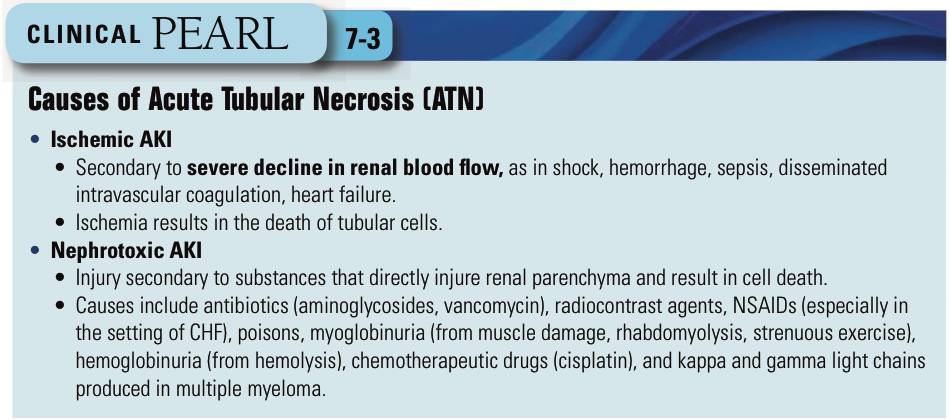 CLINICAL PEARL 7-3
Causes of Acute Tubular Necrosis (ATN)
• Ischemic AKI
• Secondary to severe decline in renal blood flow, as in shock, hemorrhage, sepsis, disseminated
intravascular coagulation, heart failure.
• Ischemia results in the death of tubular cells.
• Nephrotoxic AKI
• Injury secondary to substances that directly injure renal parenchyma and result in cell death.
• Causes include antibiotics (aminoglycosides, vancomycin), radiocontrast agents, NSAIDs (especially in
the setting of CHF), poisons, myoglobinuria (from muscle damage, rhabdomyolysis, strenuous exercise),
hemoglobinuria (from hemolysis), chemotherapeutic drugs (cisplatin), and kappa and gamma light chains
produced in multiple myeloma.